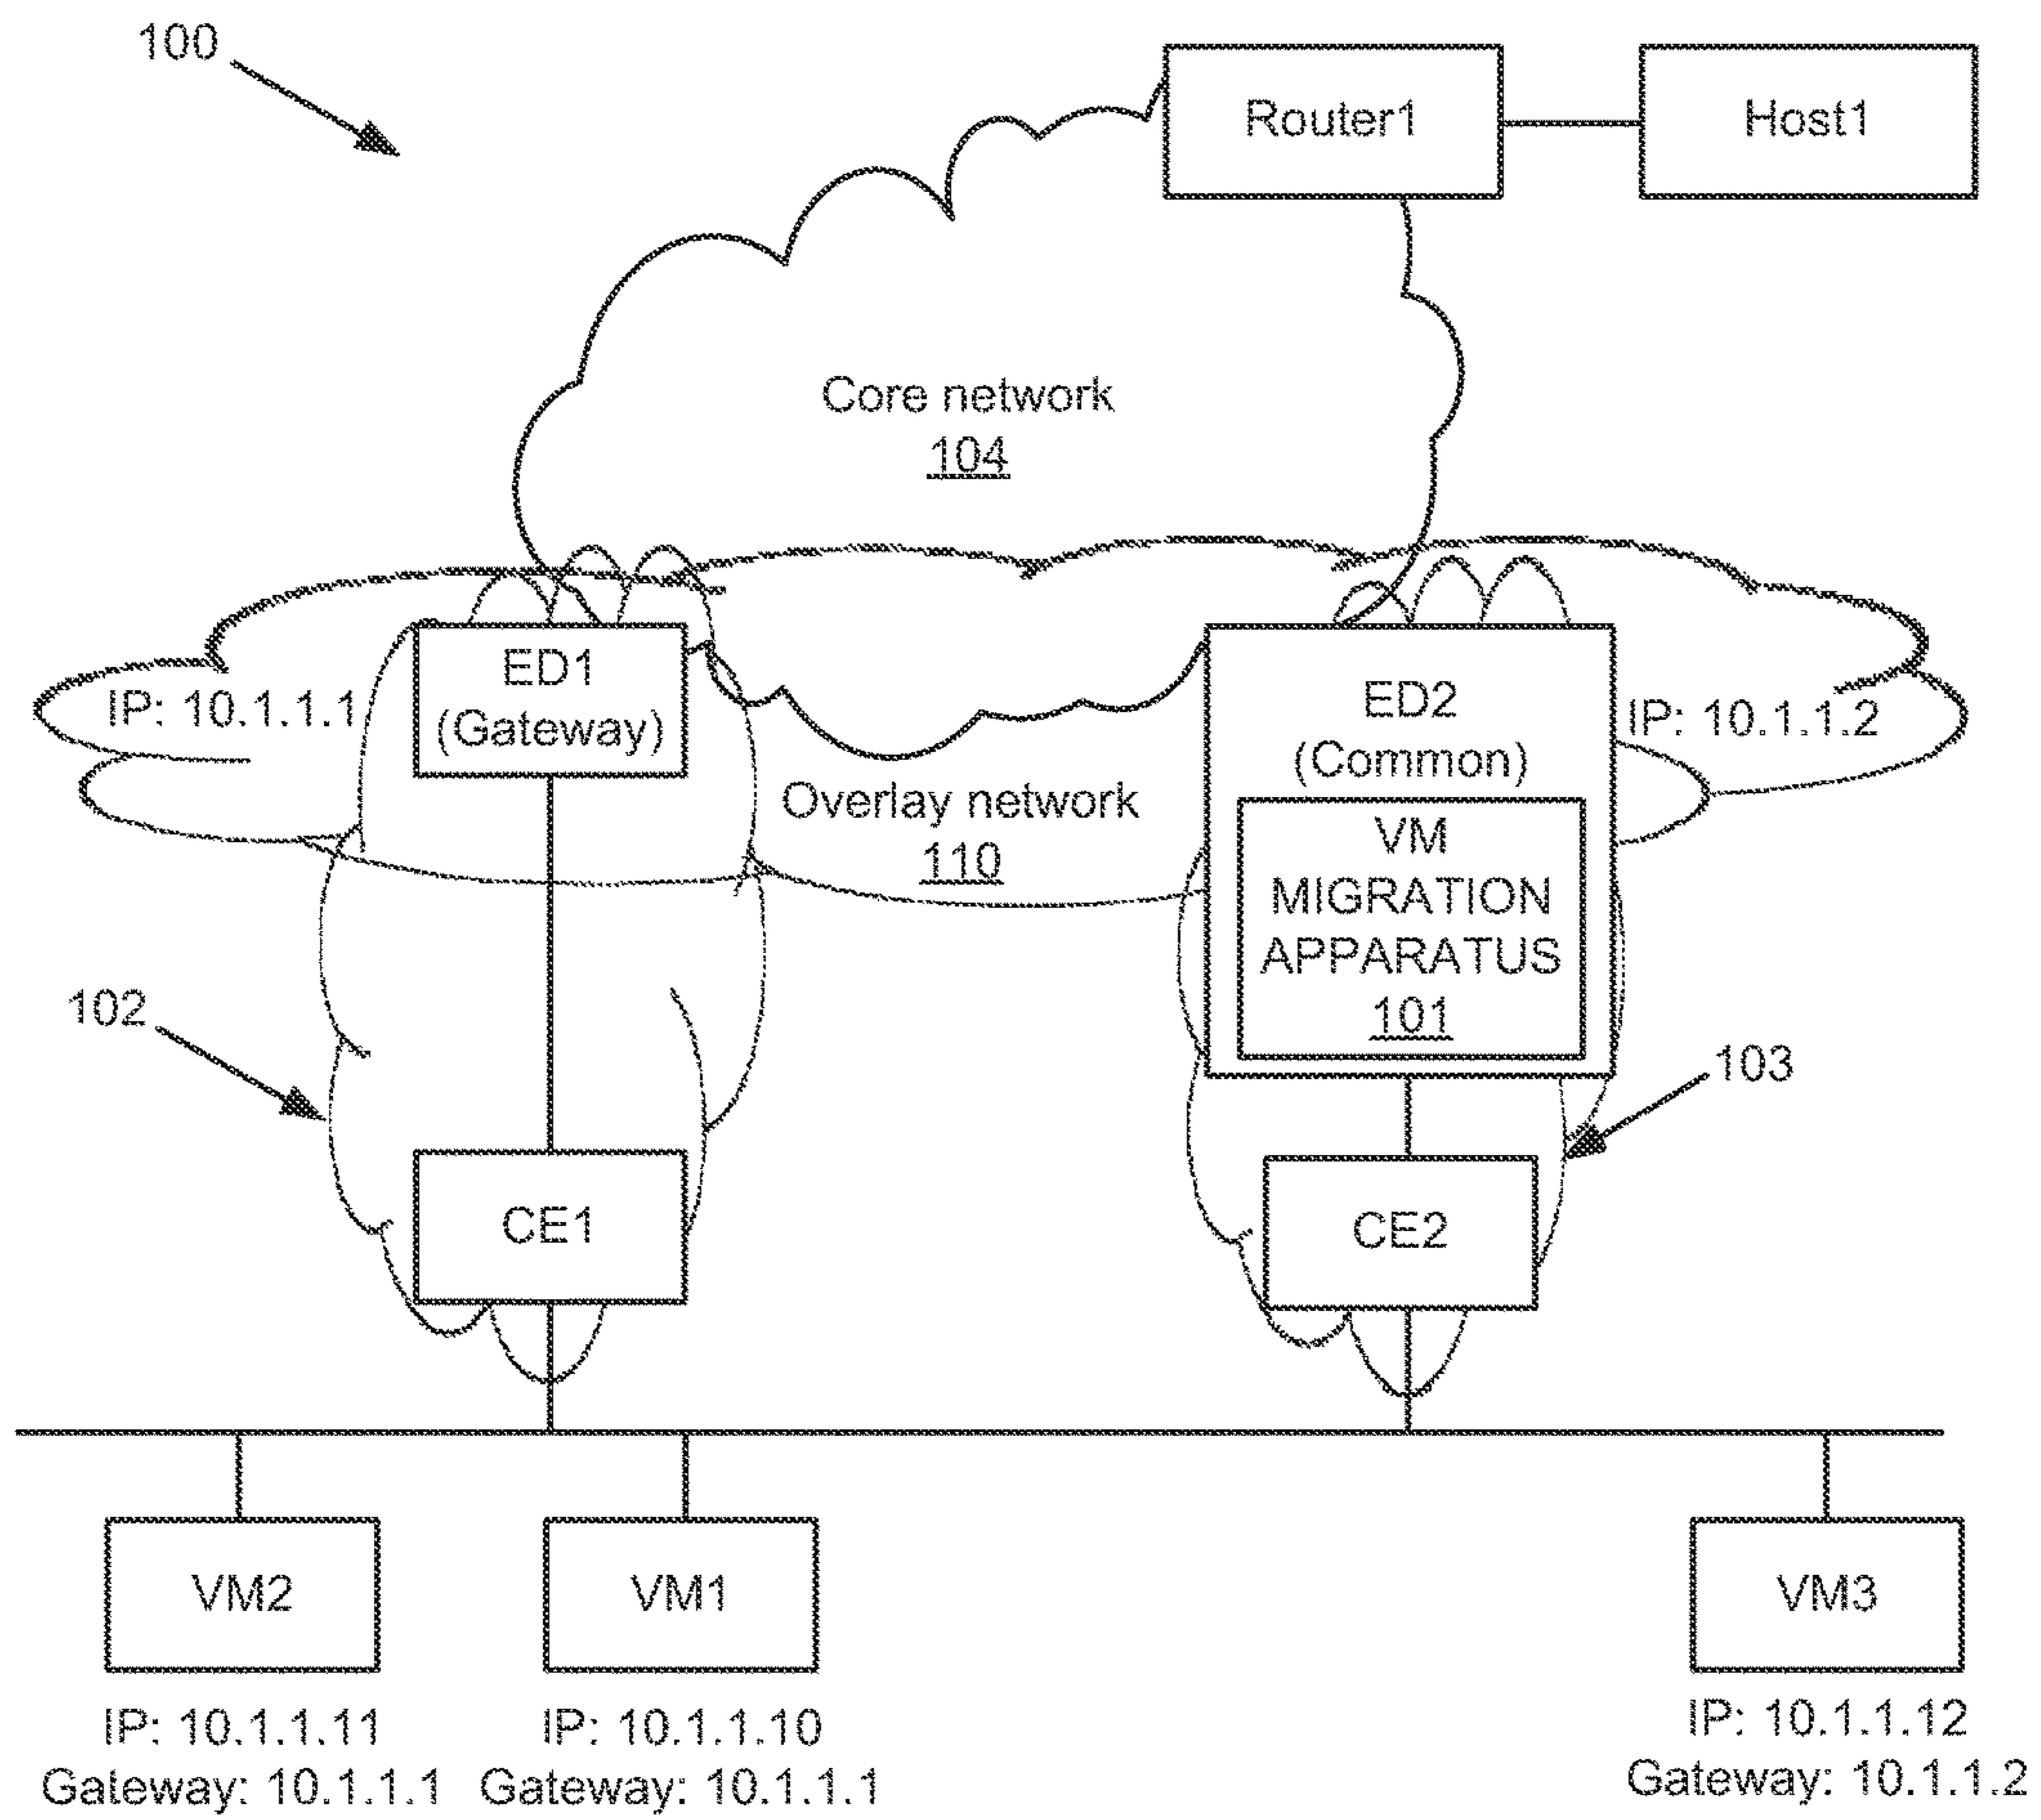 100
Router1
Host1
Core network
104
ED1
(Gateway)
IP: 10.1.1.1
ED2
(Common)
IP: 10.1.1.2
Overlay network
110
VM
MIGRATION
APPARATUS
101
102
103
CE1
CE2
VM2
VM1
VM3
IP: 10.1.1.11
Gateway: 10.1.1.1
IP: 10.1.1.10
Gateway: 10.1.1.1
IP: 10.1.1.12
Gateway: 10.1.1.2